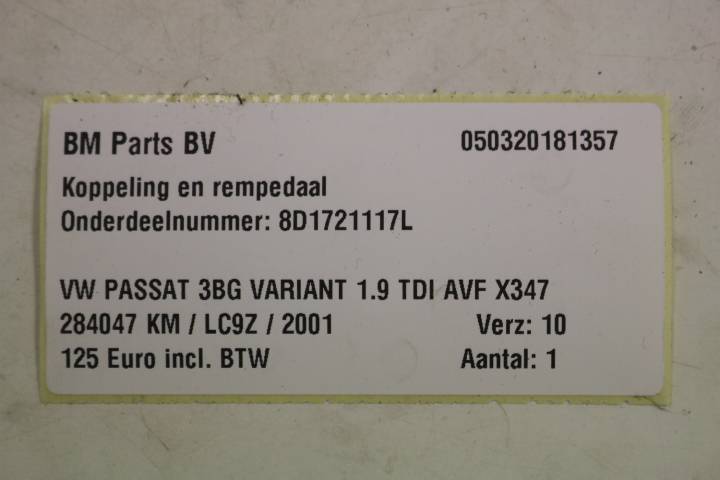 BM Parts BV 050320181357
Koppeling en rempedaal
Onderdeelnummer: 8D1721117L
VW PASSAT 3BG VARIANT 1.9 TDI AVF X347
284047 KM / LC9Z / 2001 Verz: 10
125 Euro incl. BTW Aantal: 1